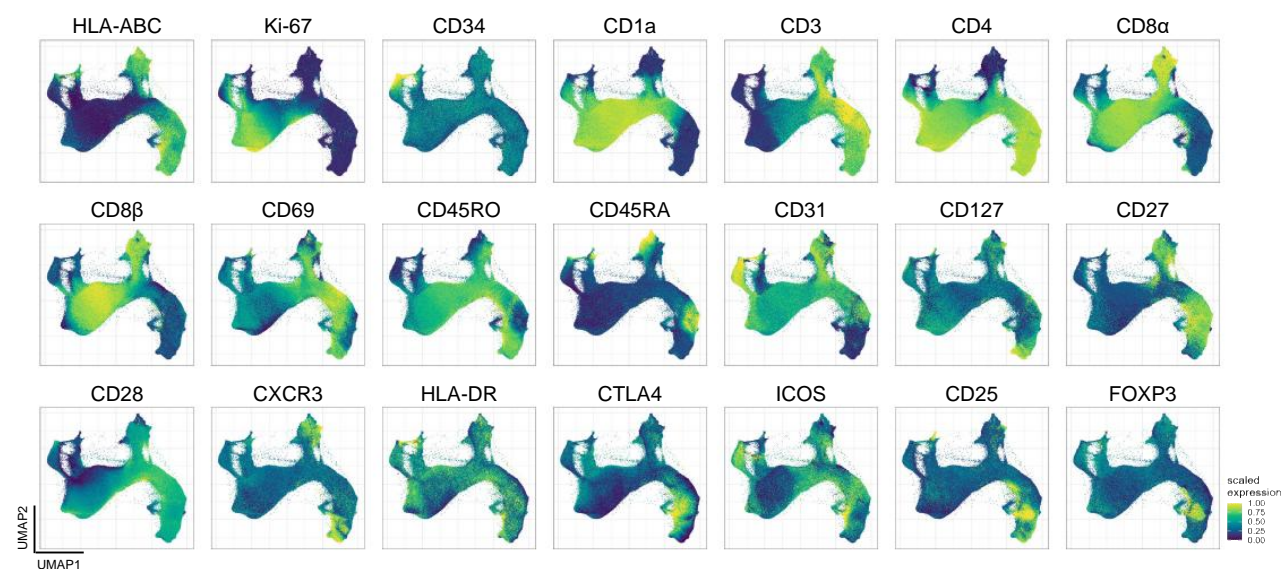 HLA-ABC Ki-67 CD34 CD1a CD3 CD4 CD8α
CD8β CD69 CD45RO CD45RA CD31 CD127 CD27
CD28 CXCR3 HLA-DR CTLA4 ICOS CD25 FOXP3
scaled
expression
1.00
0.75
0.50
0.25
0.00
UMAP2
UMAP1